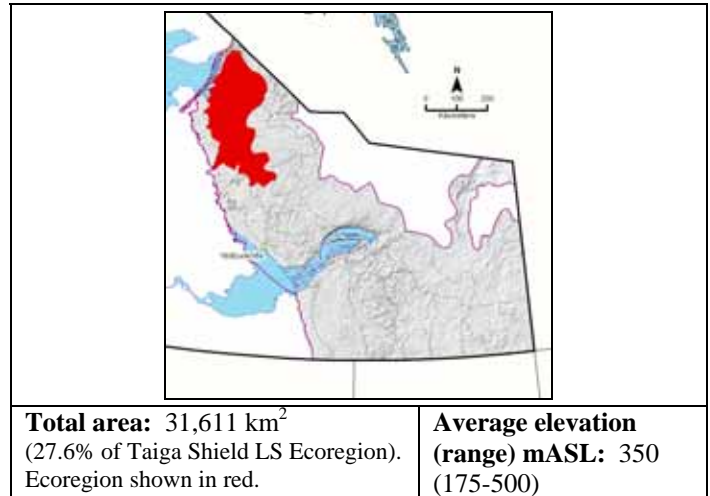 N
Total area: 31,611 km2
(27.6% of Taiga Shield LS Ecoregion).
Ecoregion shown in red.
Average elevation
(range) mASL: 350
(175-500)